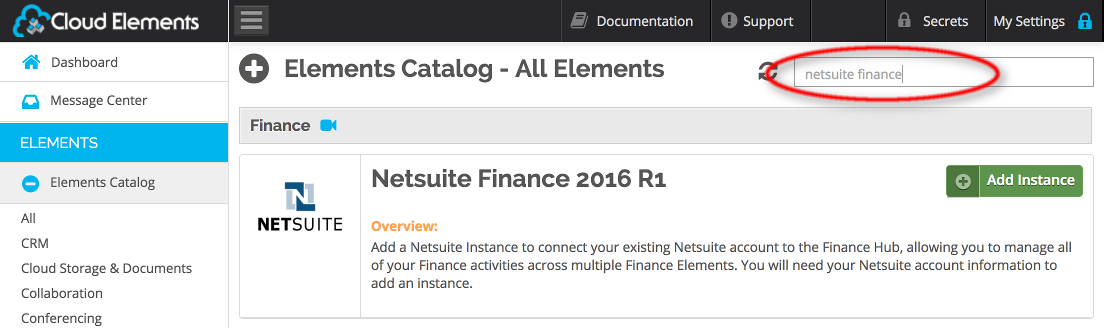 Cloud Elements
Documentation
Support
Secrets
My Settings
Dashboard
Message Center
ELEMENTS
Elements Catalog
All
CRM
Cloud Storage & Documents
Collaboration
Conferencing
Elements Catalog - All Elements
netsuite finance
Finance
N
NETSUITE
Netsuite Finance 2016 R1
Add Instance
Overview:
Add a Netsuite Instance to connect your existing Netsuite account to the Finance Hub, allowing you to manage all
of your Finance activities across multiple Finance Elements. You will need your Netsuite account information to
add an instance.